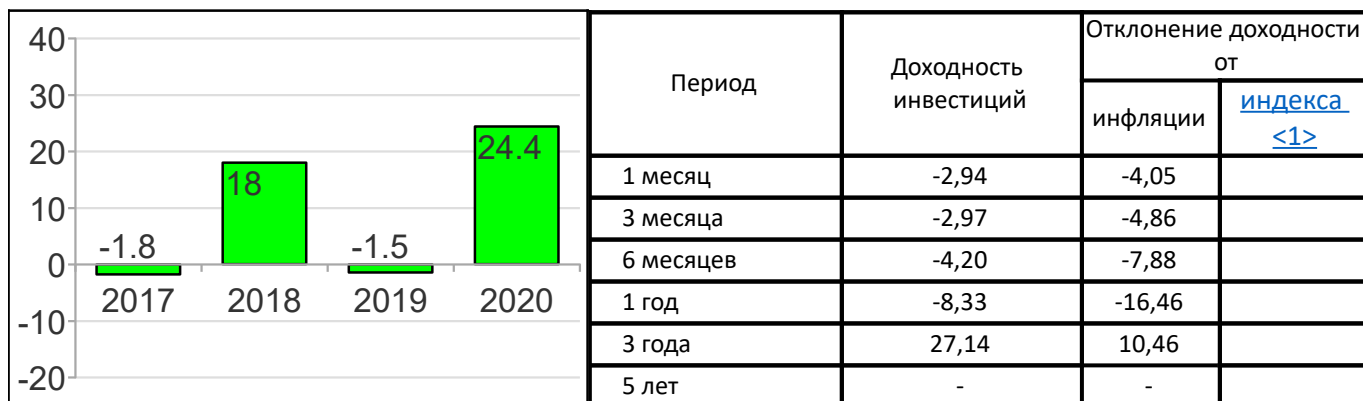 40
30
20
10
0
-10
-20
-1.8
18
-1.5
24.4
2017 2018 2019 2020
Период
Доходность
инвестиций
Отклонение доходности
от
инфляции
индекса
<1>
1 месяц -2,94 -4,05
3 месяца -2,97 -4,86
6 месяцев -4,20 -7,88
1 год -8,33 -16,46
3 года 27,14 10,46
5 лет - -